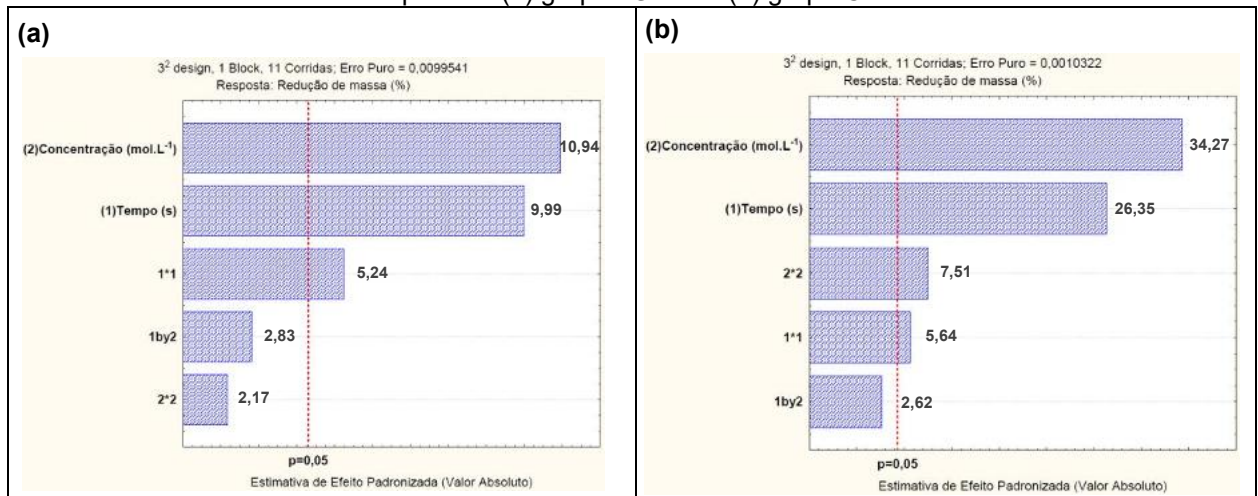 (a)
3² design, 1 Block, 11 Corridas; Erro Puro = 0,0099541
Resposta: Redução de massa (%)
(2)Concentração (mol.L⁻¹)
10,94
(1)Tempo (s)
9,99
1*1
5,24
1by2
2,83
2*2
2,17
p=0,05
Estimativa de Efeito Padronizada (Valor Absoluto)
(b)
3² design, 1 Block, 11 Corridas; Erro Puro = 0,0010322
Resposta: Redução de massa (%)
(2)Concentração (mol.L⁻¹)
34,27
(1)Tempo (s)
26,35
2*2
7,51
1*1
5,64
1by2
2,62
p=0,05
Estimativa de Efeito Padronizada (Valor Absoluto)